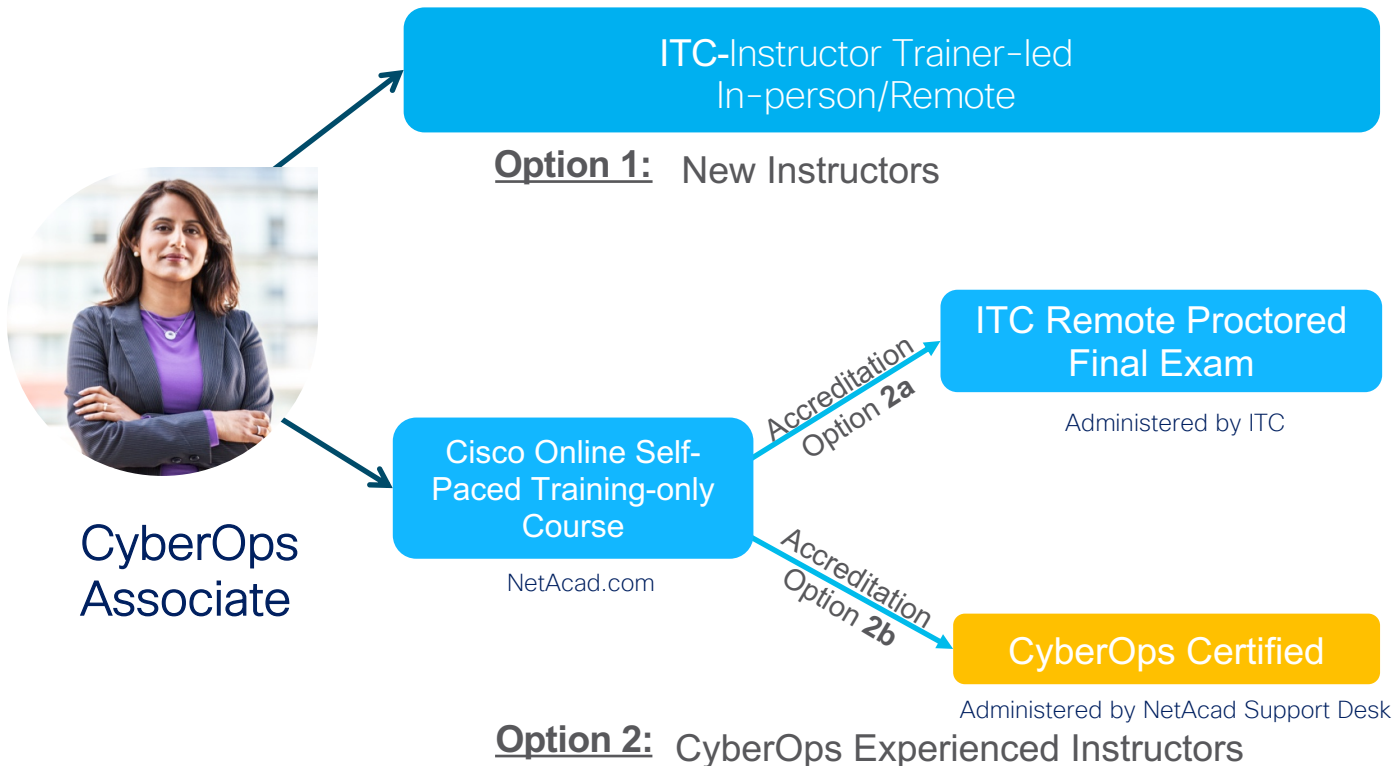 ITC-Instructor Trainer-led
In-person/Remote
Option 1: New Instructors
CyberOps
Associate
Cisco Online Self-
Paced Training-only
Course
NetAcad.com
Accreditation
Option 2a
ITC Remote Proctored
Final Exam
Administered by ITC
Accreditation
Option 2b
CyberOps Certified
Administered by NetAcad Support Desk
Option 2: CyberOps Experienced Instructors